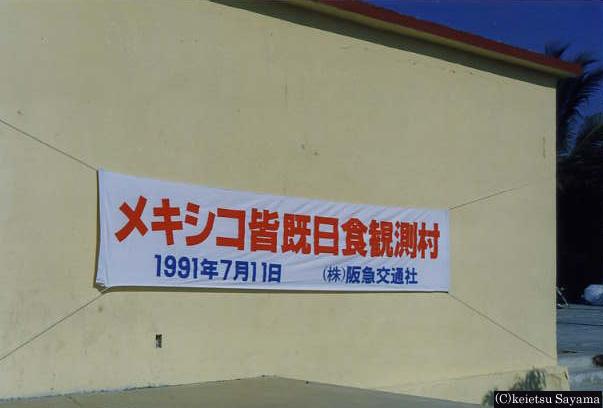 メキシコ皆既日食観測村
1991年7月11日 (株)阪急交通社
(C)keietsu Sayama